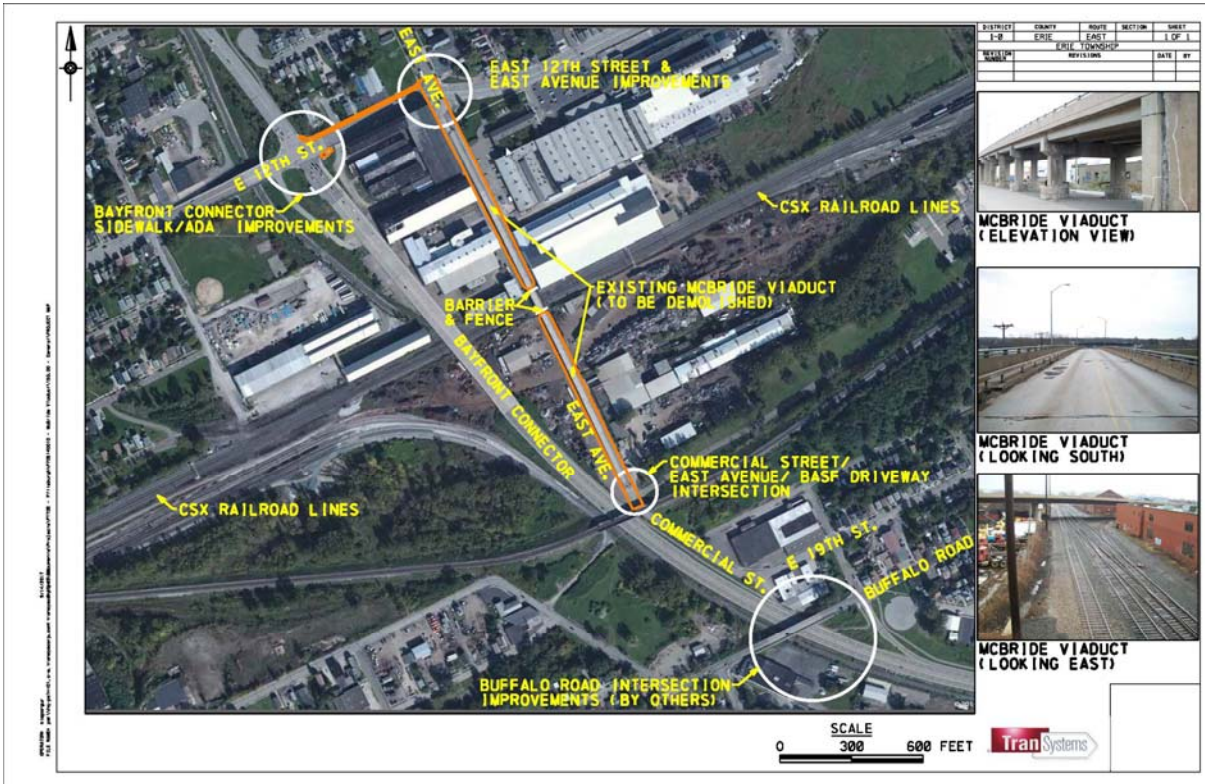 DISTRICT COUNTY ROUTE SECTION SHEET
1-0 ERIE EAST 1 OF 1
ERIE TOWNSHIP
REVISION NUMBER REVISIONS DATE BY
EAST AVE.
EAST 12TH STREET &
EAST AVENUE IMPROVEMENTS
E 12TH ST.
BAYFRONT CONNECTOR
SIDEWALK/ADA IMPROVEMENTS
CSX RAILROAD LINES
EXISTING MCBRIDE VIADUCT
(TO BE DEMOLISHED)
BARRIER
& FENCE
BAYFRONT CONNECTOR
EAST AVE.
COMMERCIAL STREET/
EAST AVENUE/ BASF DRIVEWAY
INTERSECTION
CSX RAILROAD LINES
COMMERCIAL ST.
E 19TH ST.
BUFFALO ROAD
BUFFALO ROAD INTERSECTION
IMPROVEMENTS (BY OTHERS)
MCBRIDE VIADUCT
(ELEVATION VIEW)
MCBRIDE VIADUCT
(LOOKING SOUTH)
MCBRIDE VIADUCT
(LOOKING EAST)
SCALE
0 300 600 FEET
TranSystems